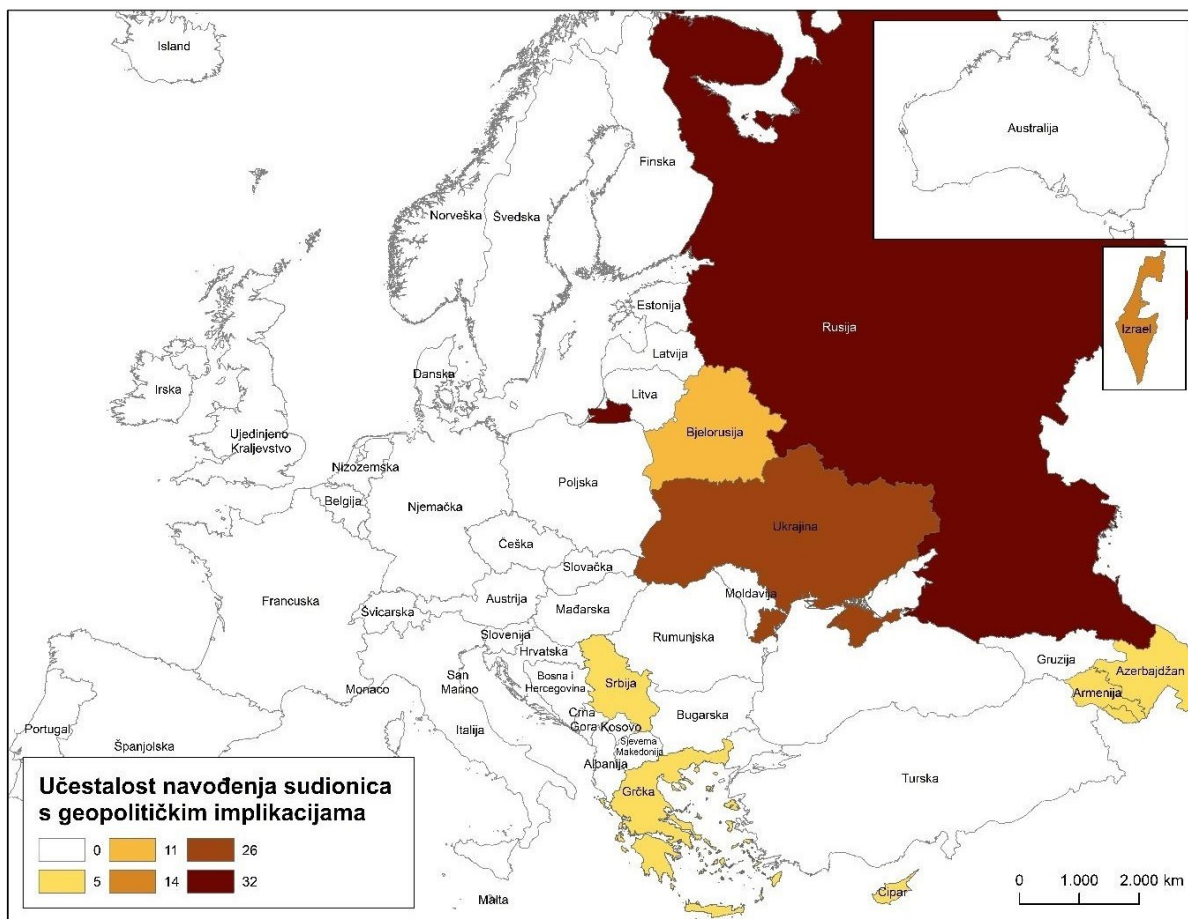 Island
Australija
Finska
Norveška
Švedska
Izrael
Estonija
Rusija
Latvija
Danska
Litva
Irska
Bjelorusija
Ujedinjeno
Kraljevstvo
Nizozemska
Poljska
Belgija
Njemačka
Ukrajina
Češka
Slovačka
Moldavija
Francuska
Austrija
Švicarska
Mađarska
Slovenija
Rumunjska
Hrvatska
Gruzija
Azerbajdžan
San
Marino
Bosna i
Hercegovina
Srbija
Armenija
Monaco
Crna
Gora
Kosovo
Bugarska
Portugal
Italija
Španjolska
Sjeverna
Makedonija
Albanija
Turska
Grčka
Učestalost navođenja sudionica
s geopolitičkim implikacijama
0 11 26
5 14 32
Cipar
Malta
0 1.000 2.000 km